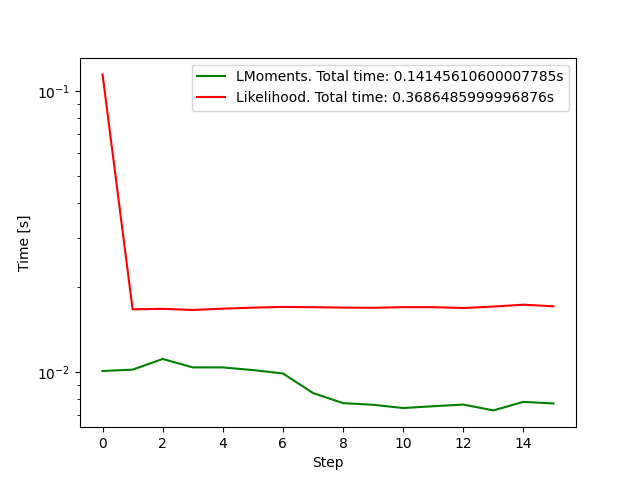 LMoments. Total time: 0.14145610600007785s
Likelihood. Total time: 0.3686485999996876s
10⁻¹
Time [s]
10⁻²
0 2 4 6 8 10 12 14
Step